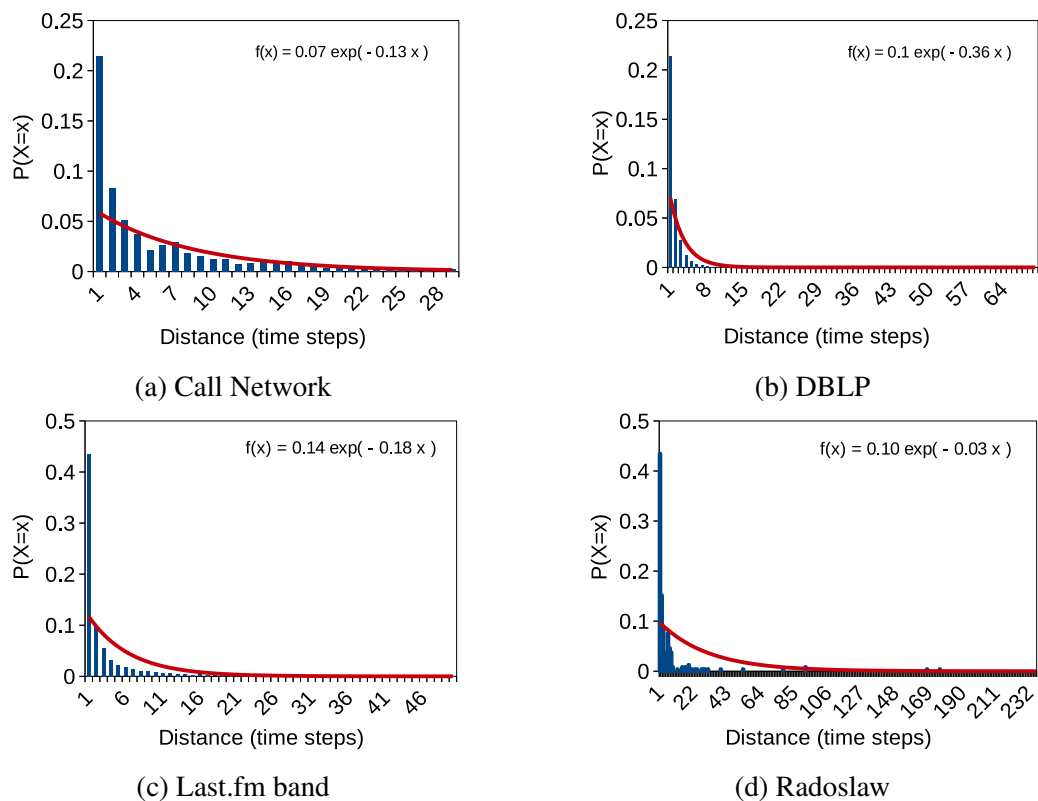 0.25
0.2
0.15
0.1
0.05
0
P(X=x)
f(x) = 0.07 exp( - 0.13 x )
1 4 7 10 13 16 19 22 25 28
Distance (time steps)
(a) Call Network
0.25
0.2
0.15
0.1
0.05
0
P(X=x)
f(x) = 0.1 exp( - 0.36 x )
1 8 15 22 29 36 43 50 57 64
Distance (time steps)
(b) DBLP
0.5
0.4
0.3
0.2
0.1
0
P(X=x)
f(x) = 0.14 exp( - 0.18 x )
1 6 11 16 21 26 31 36 41 46
Distance (time steps)
(c) Last.fm band
0.5
0.4
0.3
0.2
0.1
0
P(X=x)
f(x) = 0.10 exp( - 0.03 x )
1 22 43 64 85 106 127 148 169 190 211 232
Distance (time steps)
(d) Radoslaw